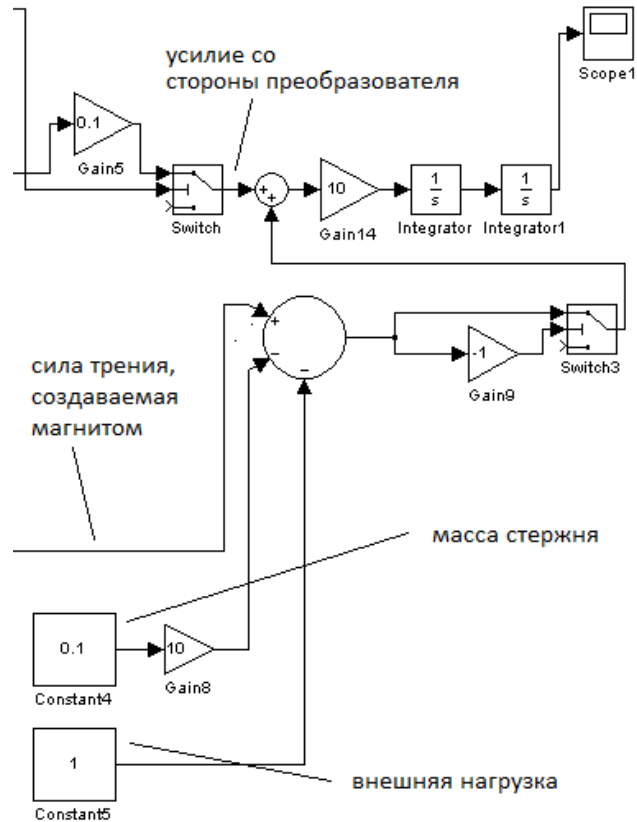 усилие со
стороны преобразователя
Scope1
0.1
Gain5
Switch
+
+
10
Gain14
1
s
Integrator
1
s
Integrator1
+
−
−
-1
Gain9
Switch3
сила трения,
создаваемая
магнитом
масса стержня
0.1
Constant4
10
Gain8
1
Constant5
внешняя нагрузка